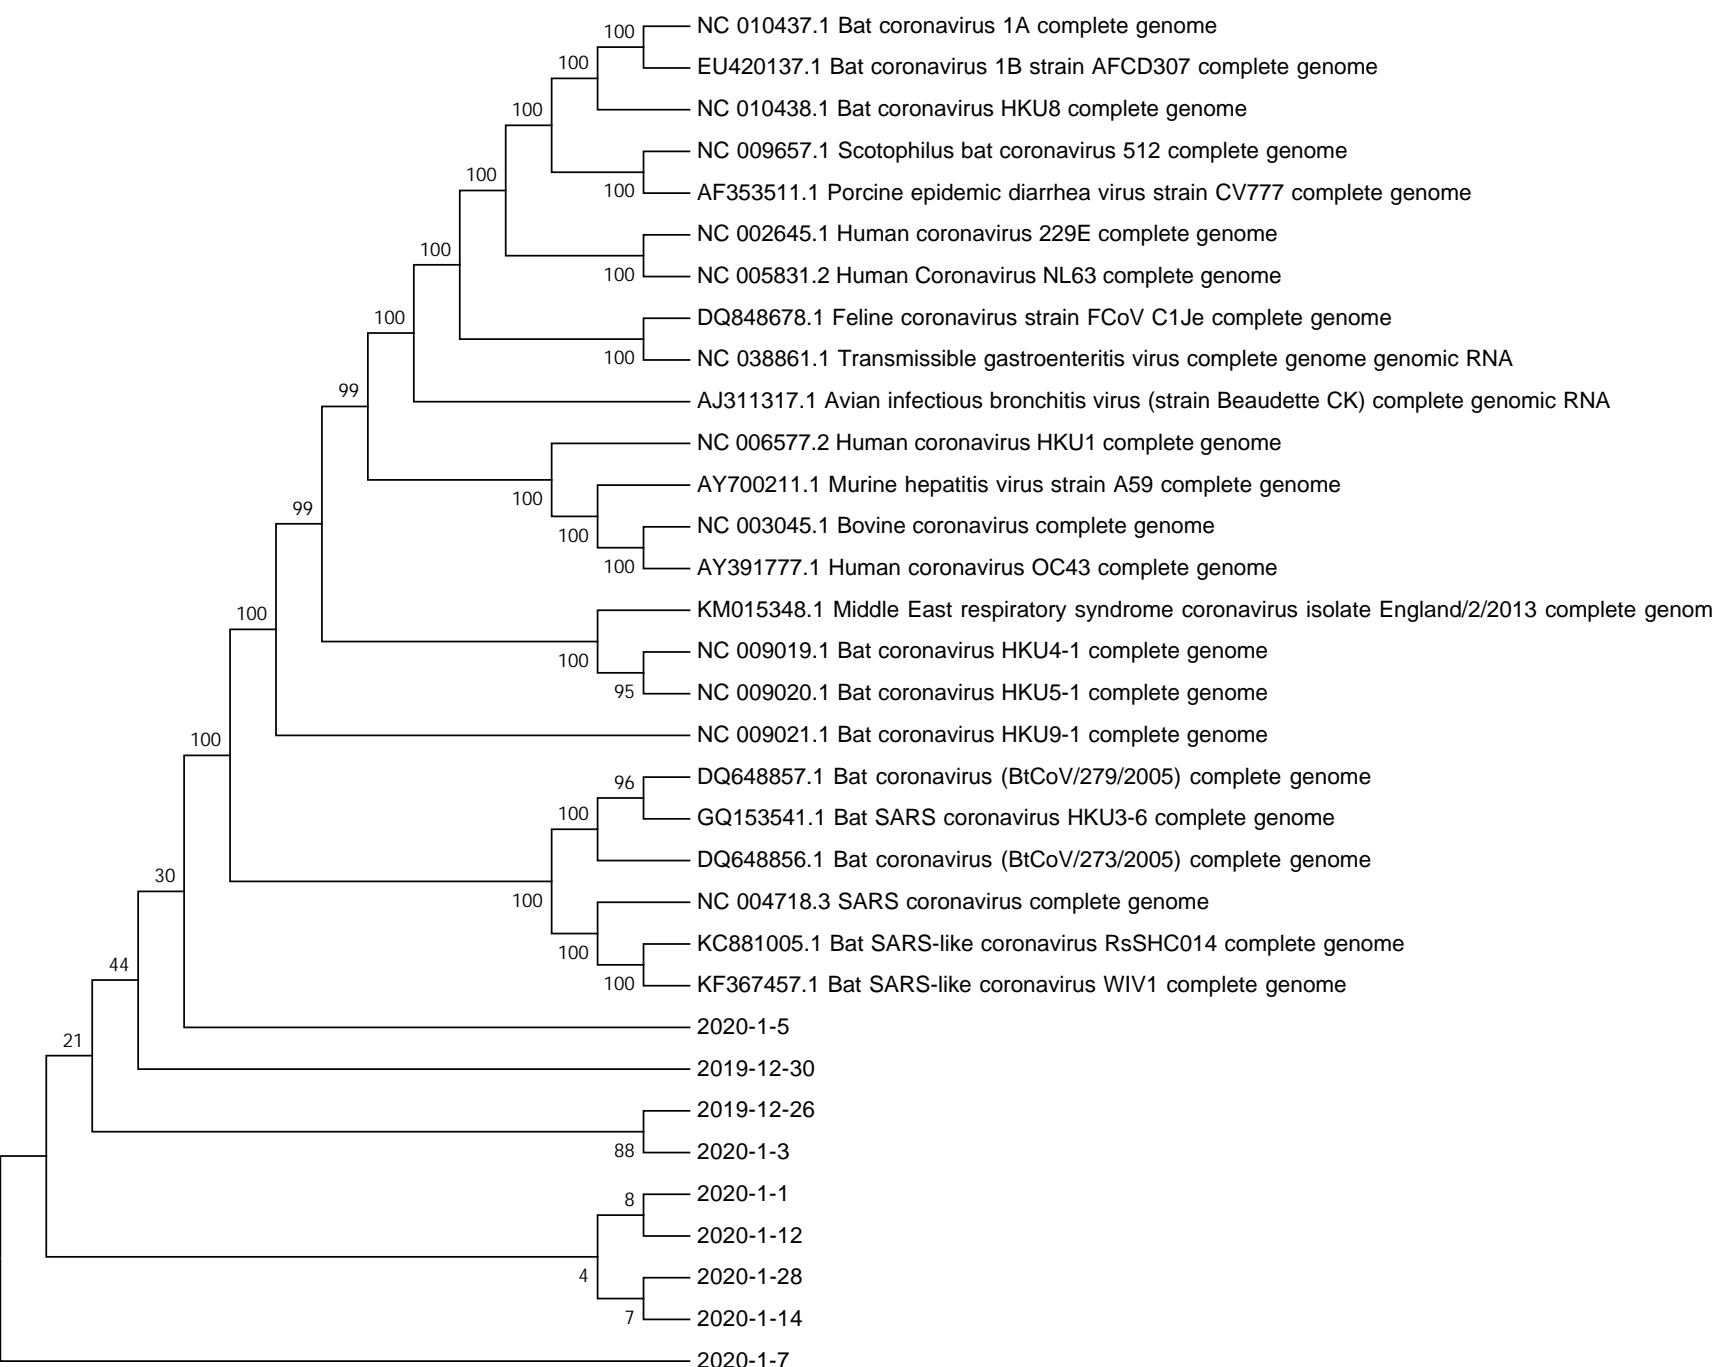 NC 010437.1 Bat coronavirus 1A complete genome
100
EU420137.1 Bat coronavirus 1B strain AFCD307 complete genome
100
NC 010438.1 Bat coronavirus HKU8 complete genome
100
NC 009657.1 Scotophilus bat coronavirus 512 complete genome
100
AF353511.1 Porcine epidemic diarrhea virus strain CV777 complete genome
100
NC 002645.1 Human coronavirus 229E complete genome
100
NC 005831.2 Human Coronavirus NL63 complete genome
100
DQ848678.1 Feline coronavirus strain FCoV C1Je complete genome
100
NC 038861.1 Transmissible gastroenteritis virus complete genome genomic RNA
100
99
AJ311317.1 Avian infectious bronchitis virus (strain Beaudette CK) complete genomic RNA
NC 006577.2 Human coronavirus HKU1 complete genome
100
AY700211.1 Murine hepatitis virus strain A59 complete genome
99
NC 003045.1 Bovine coronavirus complete genome
100
AY391777.1 Human coronavirus OC43 complete genome
100
KM015348.1 Middle East respiratory syndrome coronavirus isolate England/2/2013 complete genom
100
NC 009019.1 Bat coronavirus HKU4-1 complete genome
100
NC 009020.1 Bat coronavirus HKU5-1 complete genome
95
NC 009021.1 Bat coronavirus HKU9-1 complete genome
100
DQ648857.1 Bat coronavirus (BtCoV/279/2005) complete genome
96
GQ153541.1 Bat SARS coronavirus HKU3-6 complete genome
100
DQ648856.1 Bat coronavirus (BtCoV/273/2005) complete genome
30
NC 004718.3 SARS coronavirus complete genome
100
KC881005.1 Bat SARS-like coronavirus RsSHC014 complete genome
100
44
KF367457.1 Bat SARS-like coronavirus WIV1 complete genome
100
2020-1-5
21
2019-12-30
2019-12-26
2020-1-3
88
2020-1-1
8
2020-1-12
4
2020-1-28
2020-1-14
7
2020-1-7